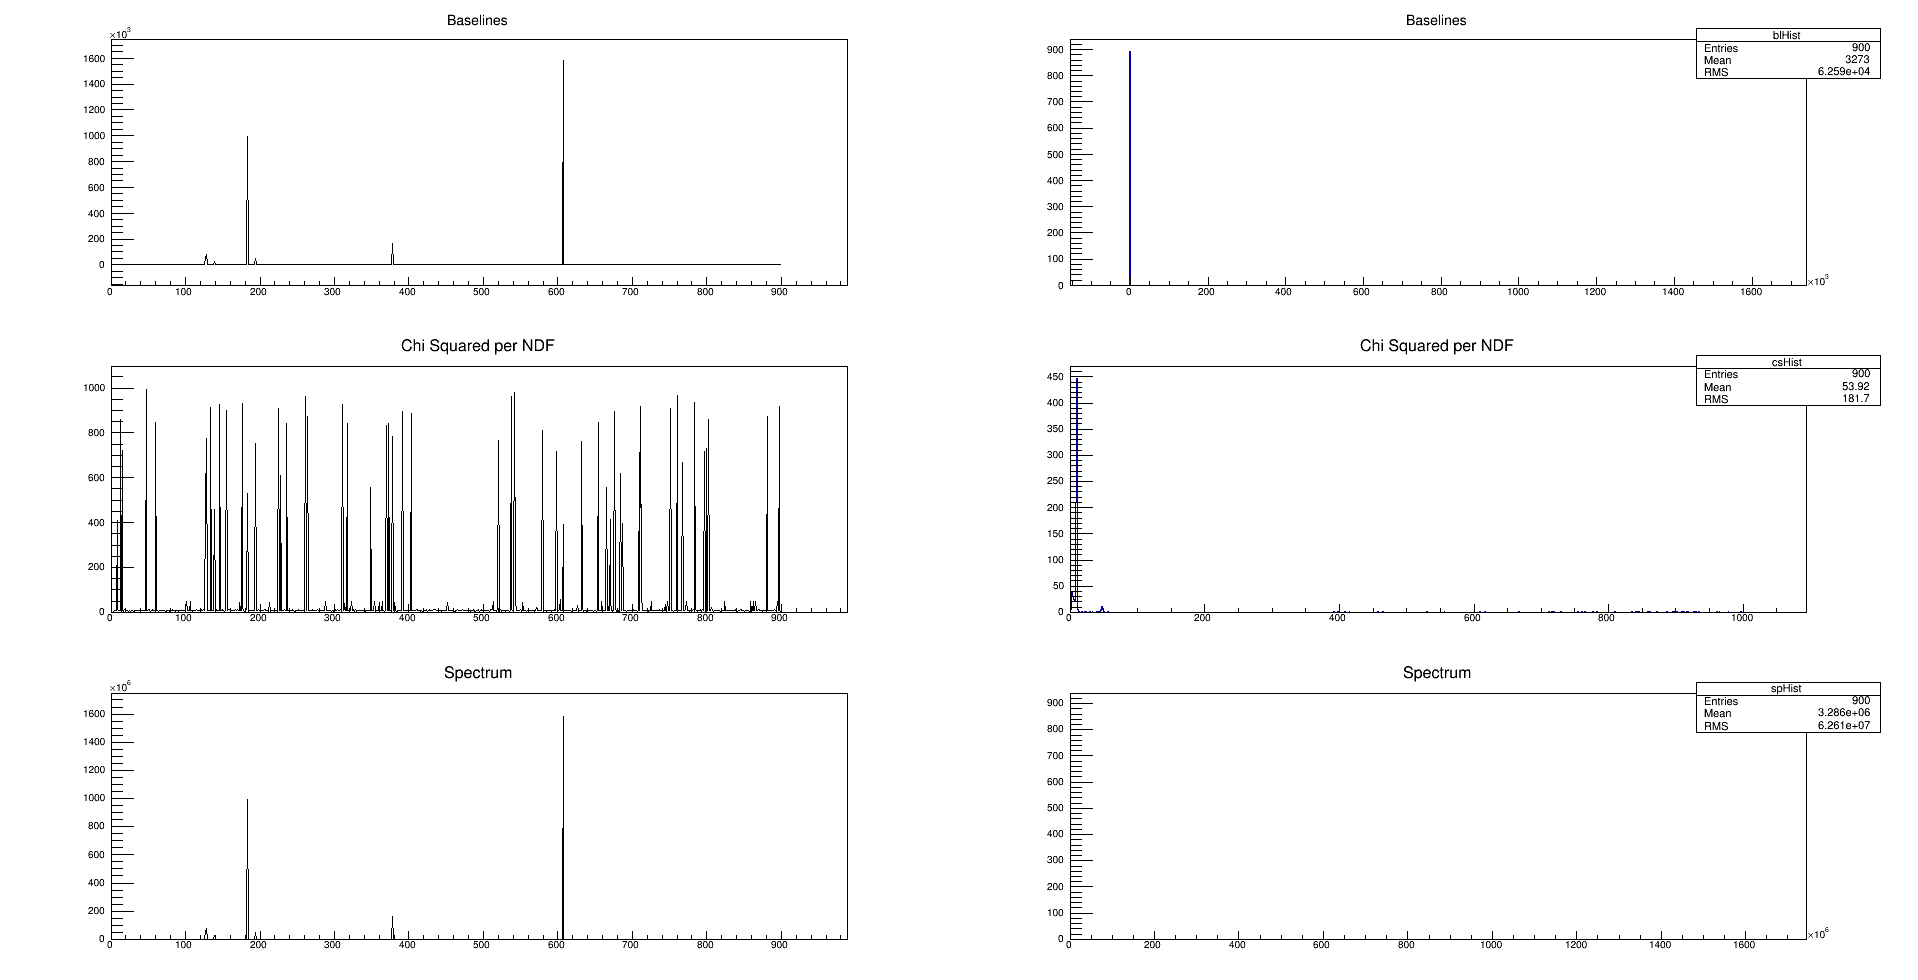 Baselines
×10³
1600
1400
1200
1000
800
600
400
200
0
0 100 200 300 400 500 600 700 800 900
Baselines
blHist
Entries 900
Mean 3273
RMS 6.259e+04
900
800
700
600
500
400
300
200
100
0
0 200 400 600 800 1000 1200 1400 1600
×10³
Chi Squared per NDF
1000
800
600
400
200
0
0 100 200 300 400 500 600 700 800 900
Chi Squared per NDF
csHist
Entries 900
Mean 53.92
RMS 181.7
450
400
350
300
250
200
150
100
50
0
0 200 400 600 800 1000
Spectrum
×10⁶
1600
1400
1200
1000
800
600
400
200
0
0 100 200 300 400 500 600 700 800 900
Spectrum
spHist
Entries 900
Mean 3.286e+06
RMS 6.261e+07
900
800
700
600
500
400
300
200
100
0
0 200 400 600 800 1000 1200 1400 1600
×10⁶